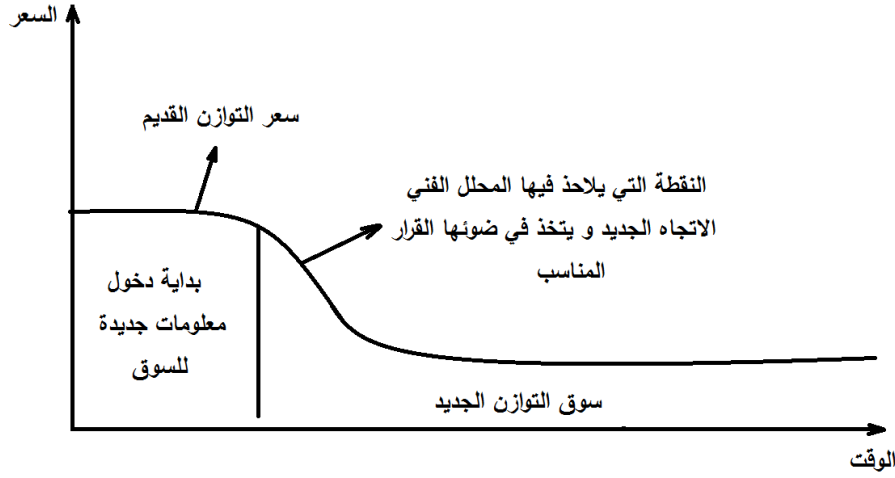 السعر
سعر التوازن القديم
النقطة التي يلاحذ فيها المحلل الفني
الاتجاه الجديد و يتخذ في ضوئها القرار
المناسب
بداية دخول
معلومات جديدة
للسوق
سوق التوازن الجديد
الوقت